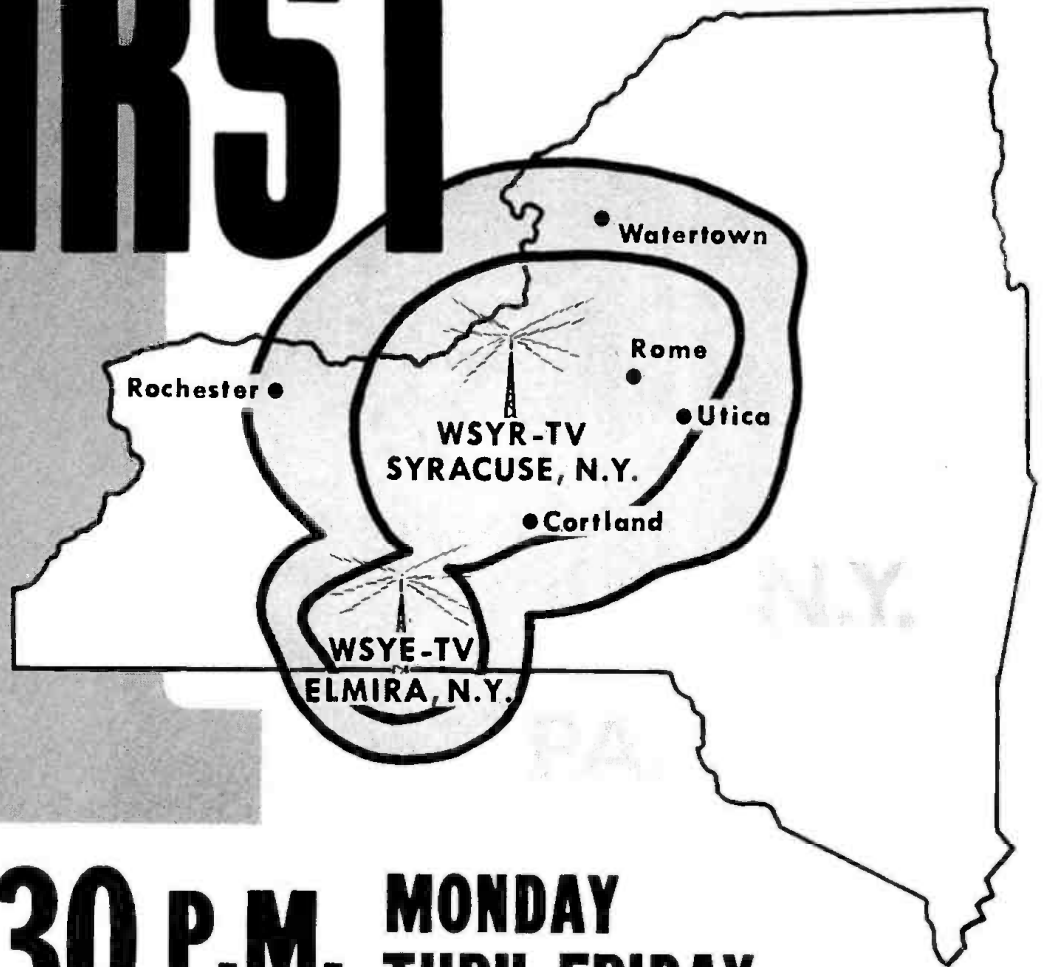 IRST
Watertown
Rome
Rochester
Utica
WSYR-TV
SYRACUSE, N.Y.
Cortland
N.Y.
WSYE-TV
ELMIRA, N.Y.
PA.
30 P.M. MONDAY
THRU FRIDAY